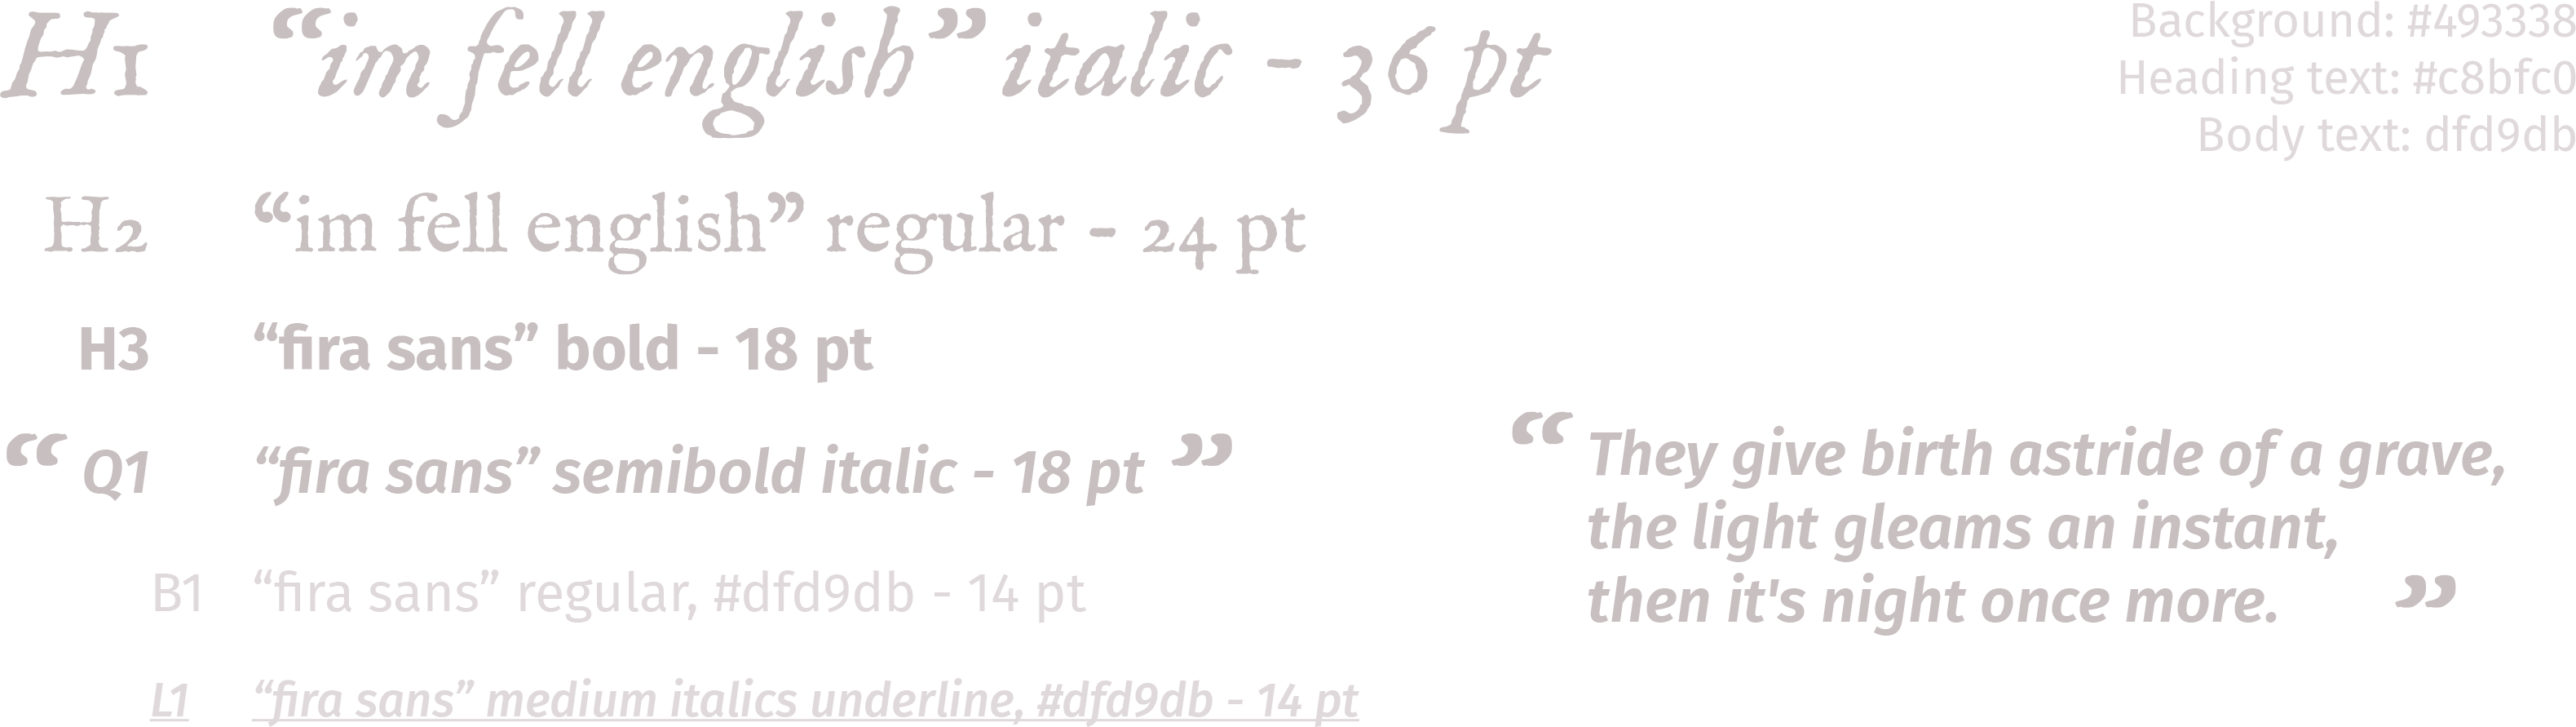 H1 “im fell english” italic - 36 pt
Background: #493338
Heading text: #c8bfc0
Body text: dfd9db
H2 “im fell english” regular - 24 pt
H3 “fira sans” bold - 18 pt
“ Q1 “fira sans” semibold italic - 18 pt ”
“ They give birth astride of a grave,
the light gleams an instant,
then it's night once more. ”
B1 “fira sans” regular, #dfd9db - 14 pt
L1 “fira sans” medium italics underline, #dfd9db - 14 pt